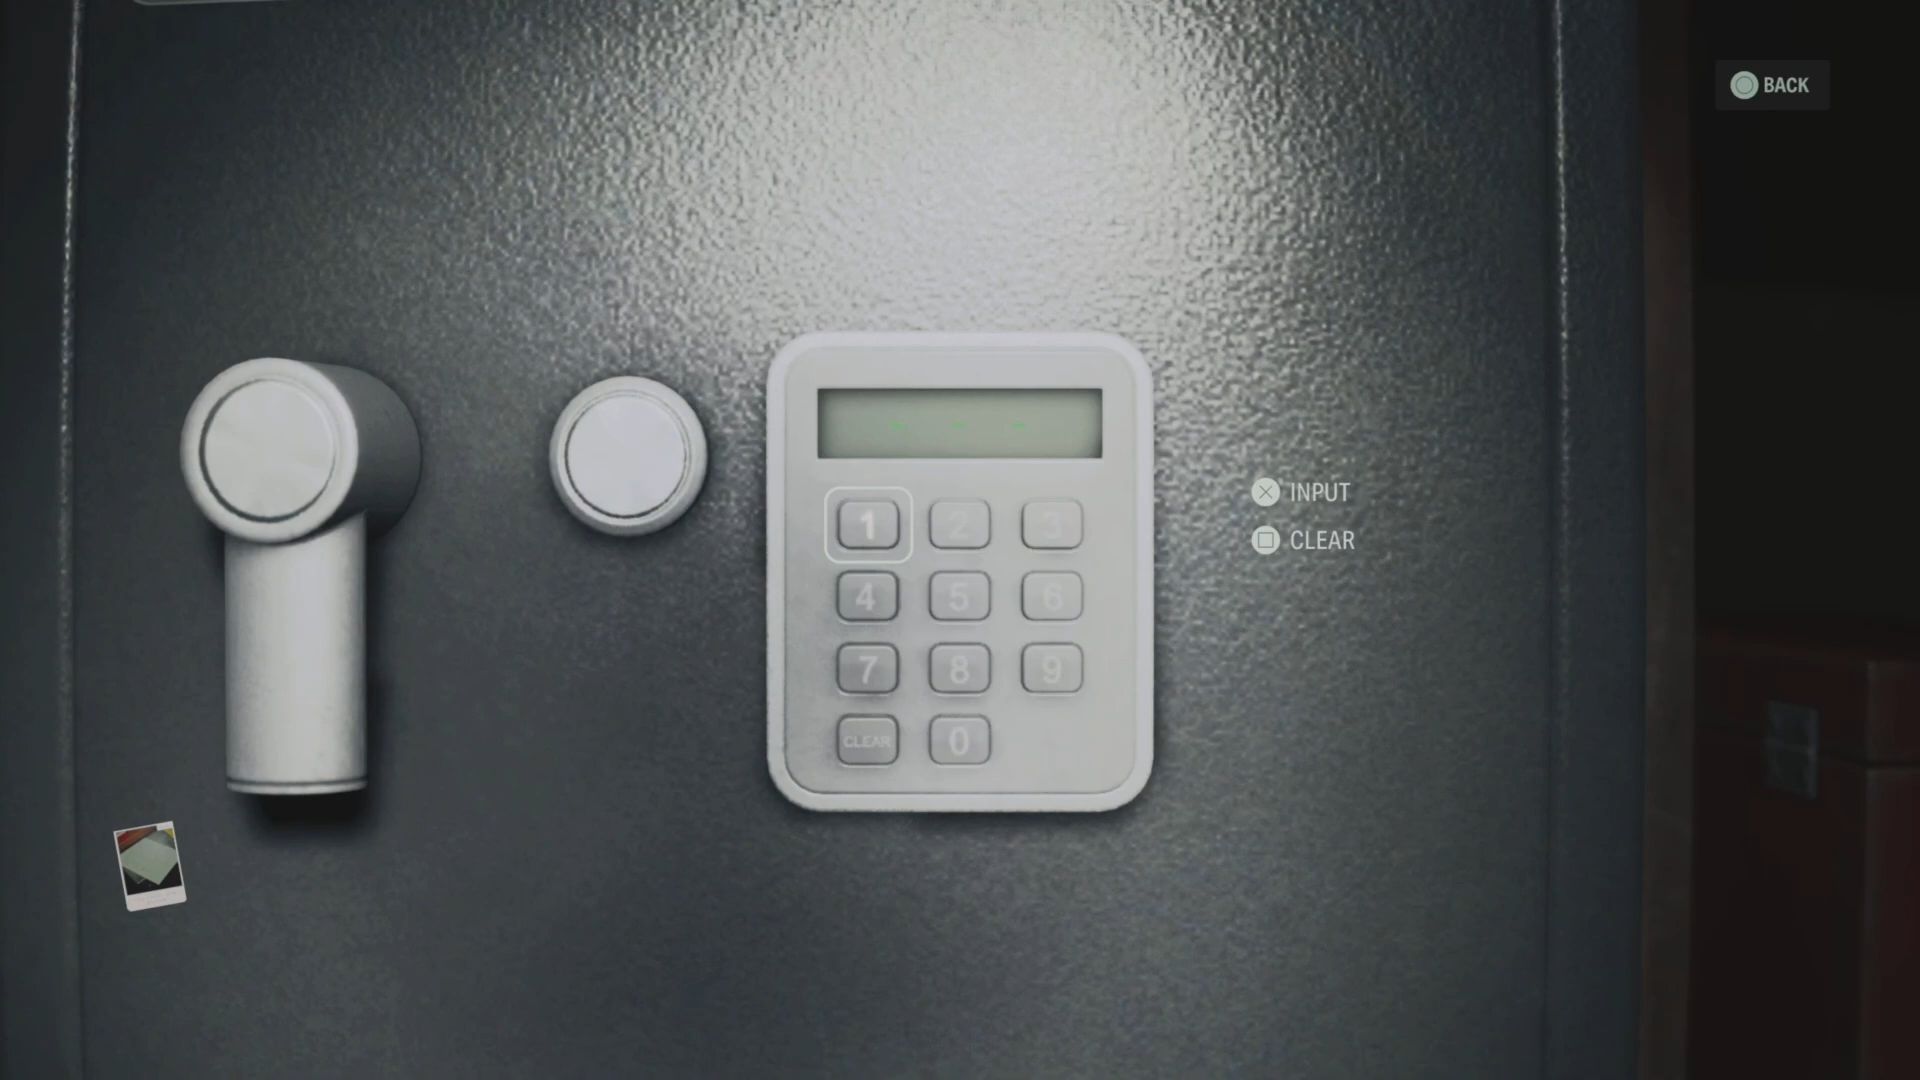 BACK
- - -
INPUT
CLEAR
1 2 3
4 5 6
7 8 9
CLEAR 0